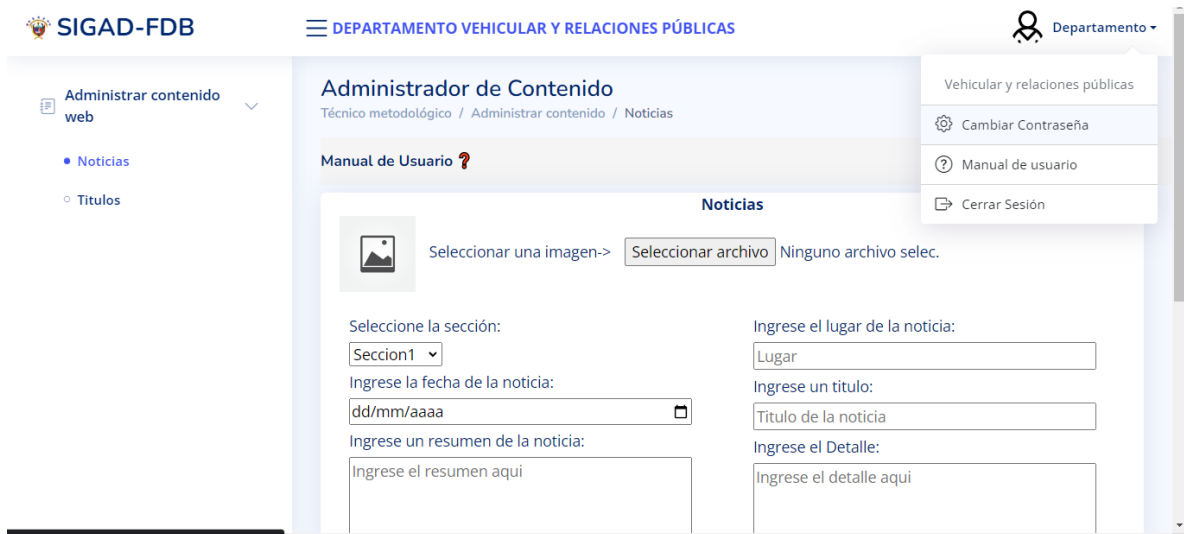 SIGAD-FDB
DEPARTAMENTO VEHICULAR Y RELACIONES PÚBLICAS
Departamento
Vehicular y relaciones públicas
Cambiar Contraseña
Manual de usuario
Cerrar Sesión
Administrar contenido
web
Noticias
Titulos
Administrador de Contenido
Técnico metodológico / Administrar contenido / Noticias
Manual de Usuario ❓
Noticias
Seleccionar una imagen-> Seleccionar archivo Ninguno archivo selec.
Seleccione la sección:
Seccion1
Ingrese la fecha de la noticia:
dd/mm/aaaa
Ingrese un resumen de la noticia:
Ingrese el resumen aqui
Ingrese el lugar de la noticia:
Lugar
Ingrese un titulo:
Titulo de la noticia
Ingrese el Detalle:
Ingrese el detalle aqui